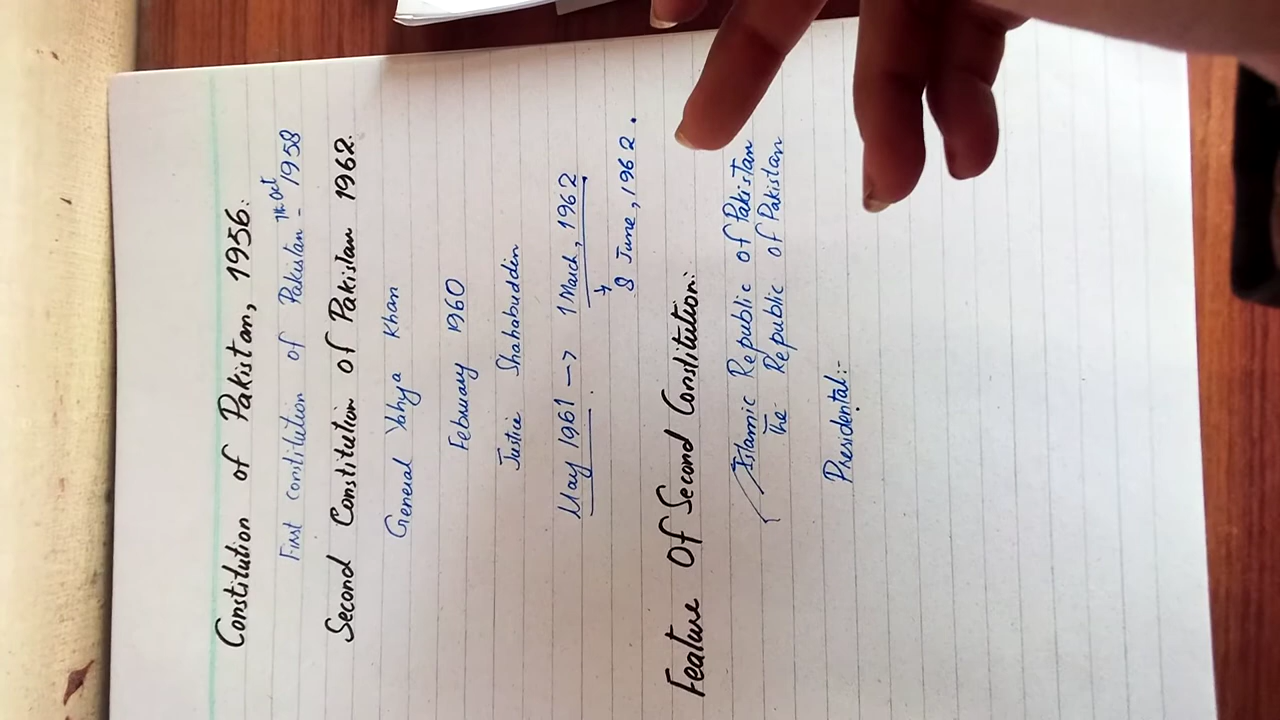 Constitution of Pakistan, 1956:
First constitution of Pakistan - 7th Oct 1958
Second Constitution of Pakistan 1962.
General Yahya Khan
February 1960
Justice Shahabuddin
May 1961 → 1 March, 1962
↓ 8 June, 1962.
Feature Of Second Constitution:
Islamic Republic of Pakistan
The Republic of Pakistan
Presidental:-